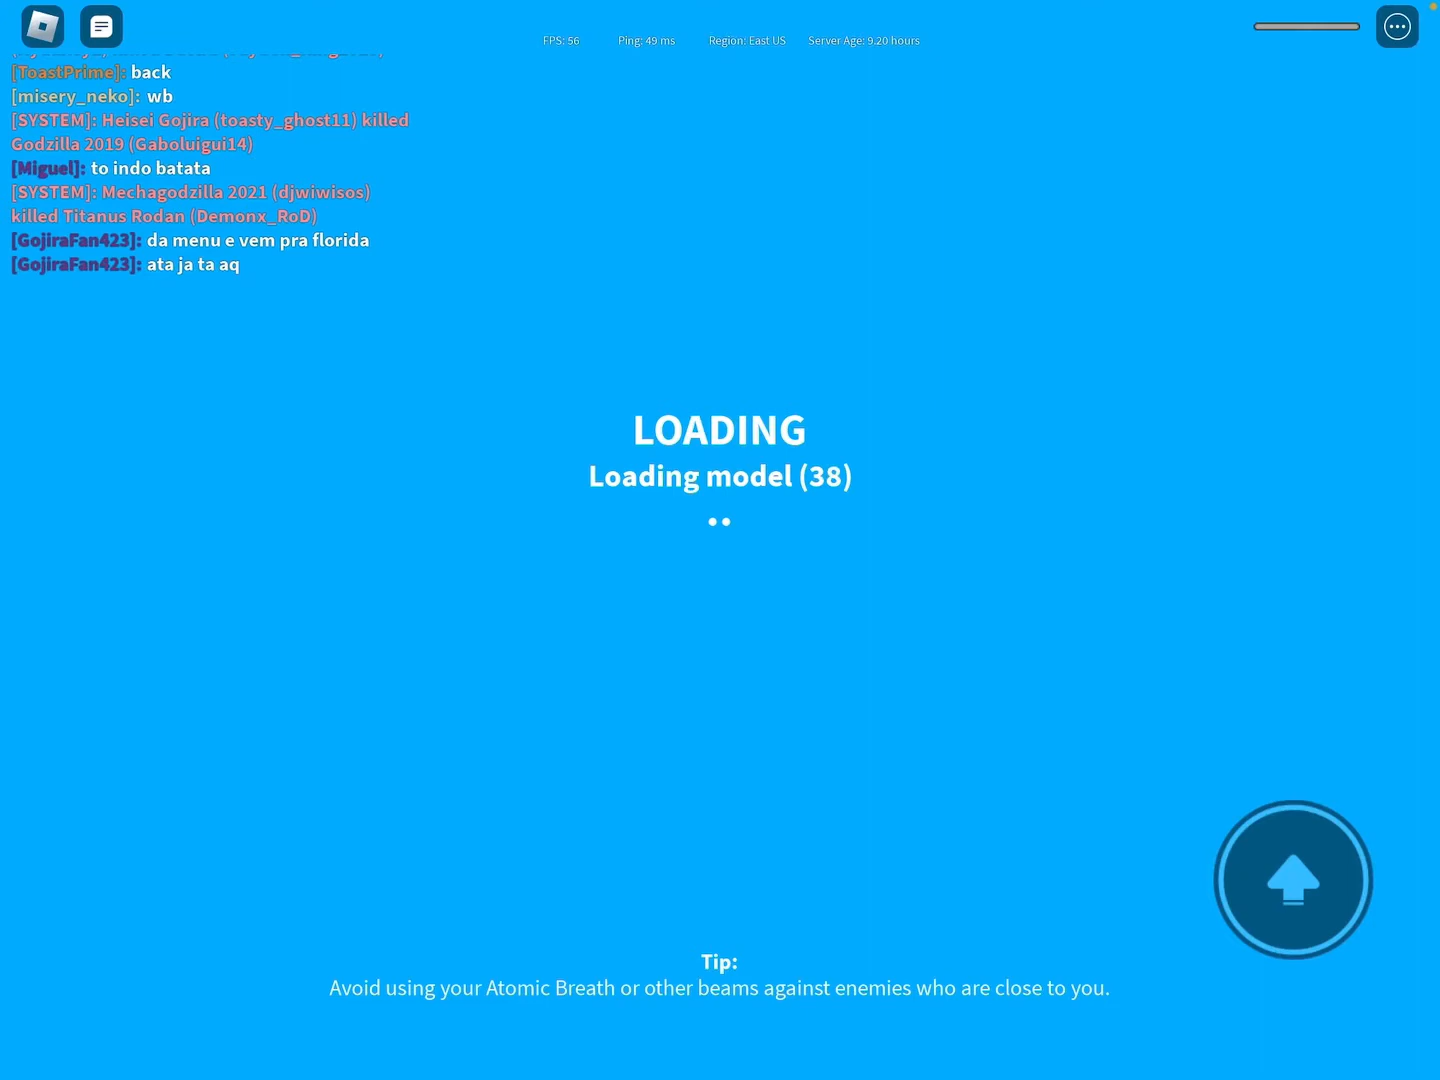 FPS: 56 Ping: 49 ms Region: East US Server Age: 9.20 hours
[ToastPrime]: back
[misery_neko]: wb
[SYSTEM]: Heisei Gojira (toasty_ghost11) killed
Godzilla 2019 (Gaboluigui14)
[Miguel]: to indo batata
[SYSTEM]: Mechagodzilla 2021 (djwiwisos)
killed Titanus Rodan (Demonx_RoD)
[GojiraFan423]: da menu e vem pra florida
[GojiraFan423]: ata ja ta aq
LOADING
Loading model (38)
Tip:
Avoid using your Atomic Breath or other beams against enemies who are close to you.